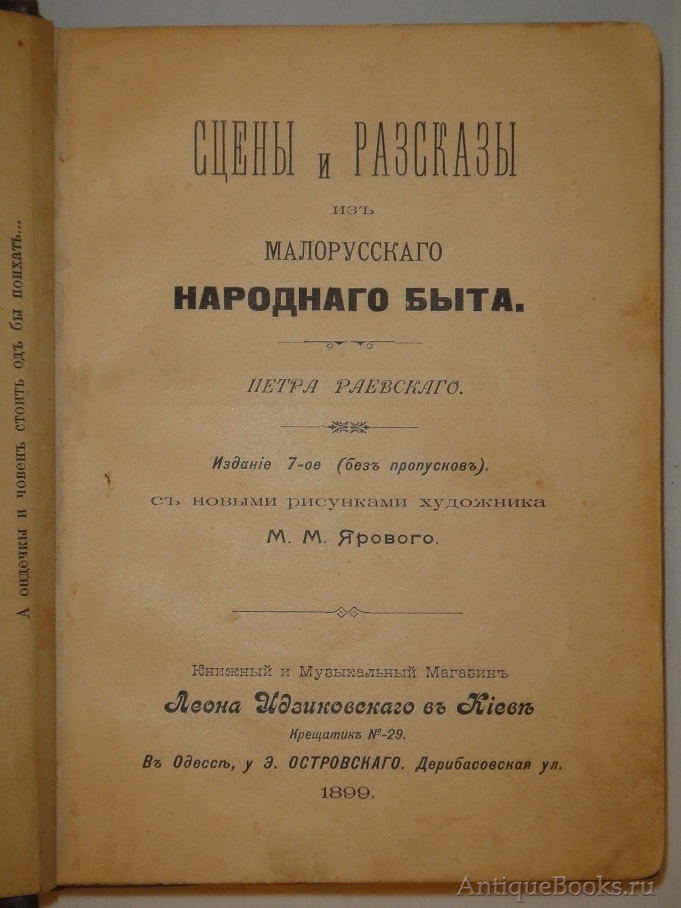 А ондечкы и човенъ стоить одъ бы поихать...
СЦЕНЫ и РАЗСКАЗЫ
изъ
МАЛОРУССКАГО
НАРОДНАГО БЫТА.
ПЕТРА РАЕВСКАГО.
Изданіе 7-ое (безъ пропусковъ).
съ новыми рисунками художника
М. М. Ярового.
Книжный и Музыкальный Магазинъ
Леона Идзиковскаго въ Кіевѣ
Крещатикъ №-29.
Въ Одессѣ, у Э. ОСТРОВСКАГО. Дерибасовская ул.
1899.
AntiqueBooks.ru